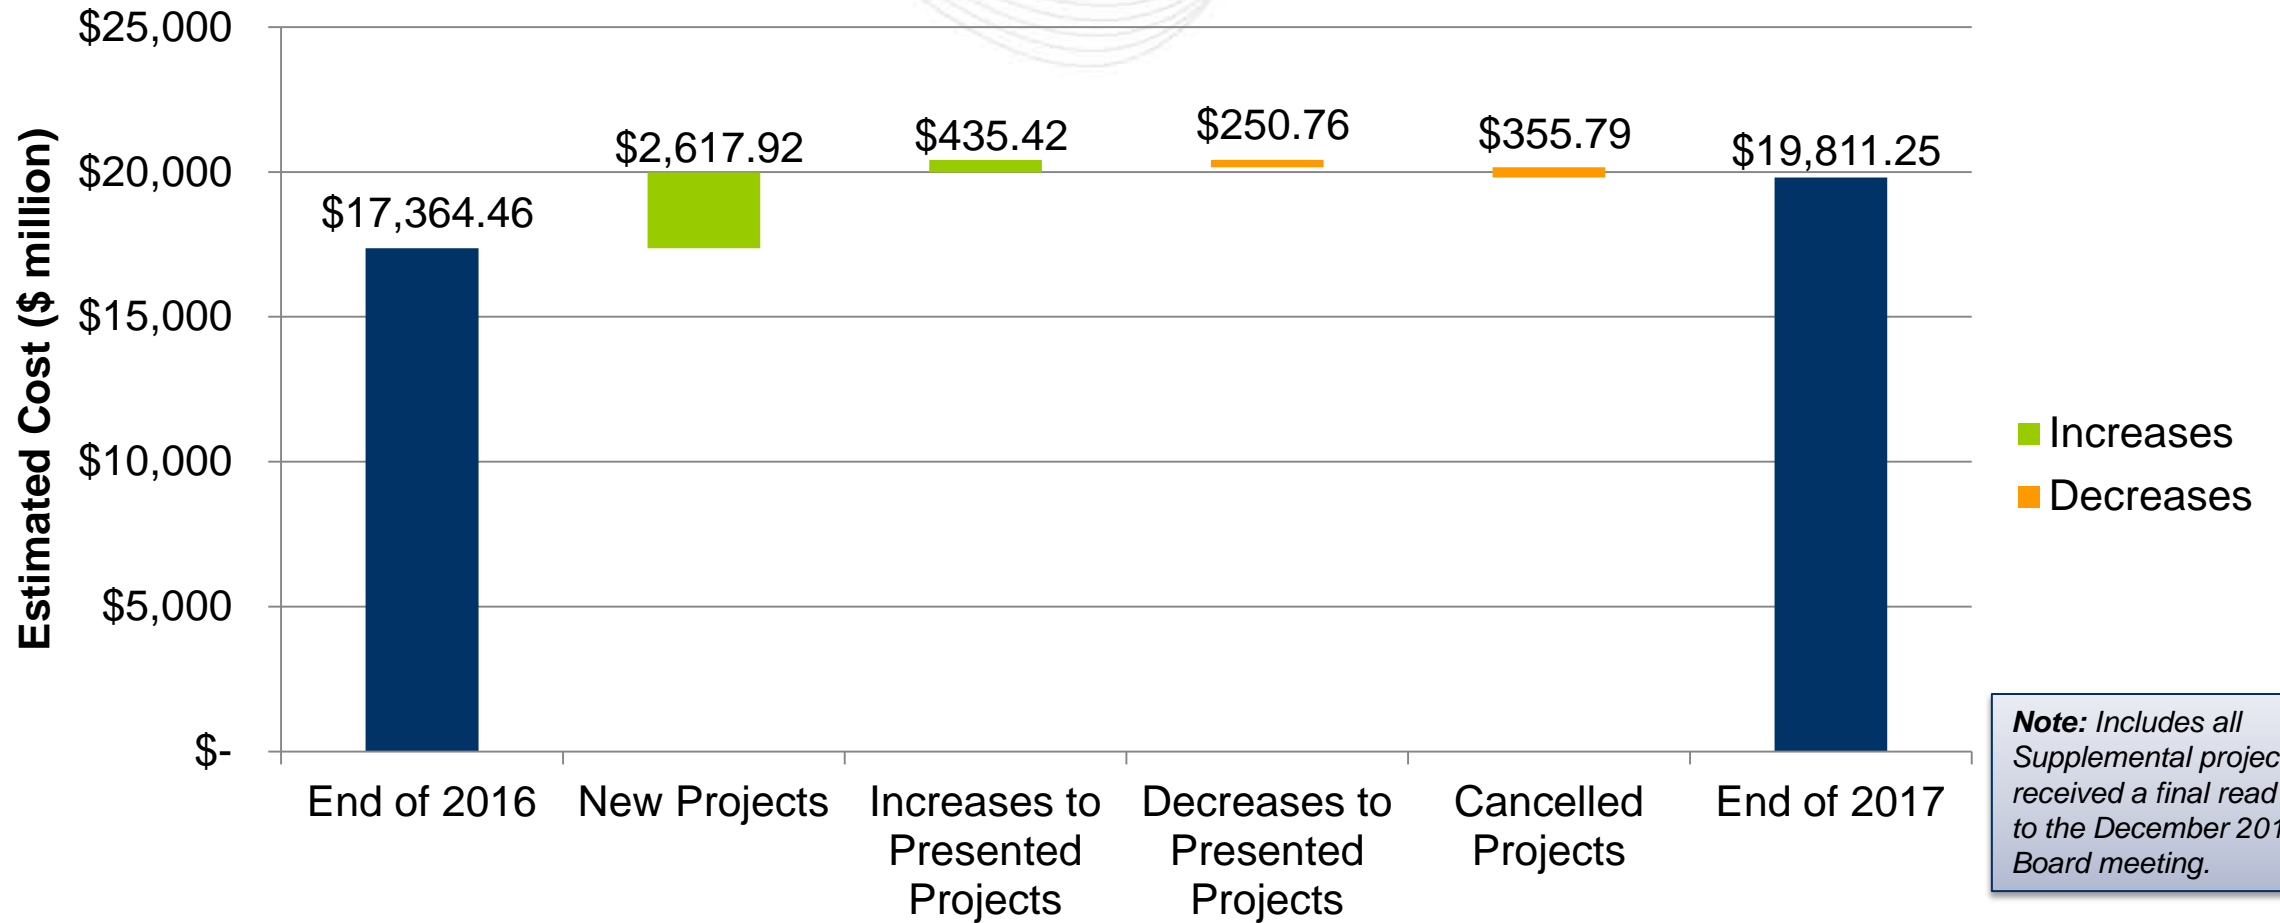 $25,000
$20,000
$15,000
$10,000
$5,000
$-
Estimated Cost ($ million)
$17,364.46
$2,617.92
$435.42
$250.76
$355.79
$19,811.25
End of 2016
New Projects
Increases to
Presented
Projects
Decreases to
Presented
Projects
Cancelled
Projects
End of 2017
Increases
Decreases
Note: Includes all
Supplemental
received a final read
to the December
Board meeting.